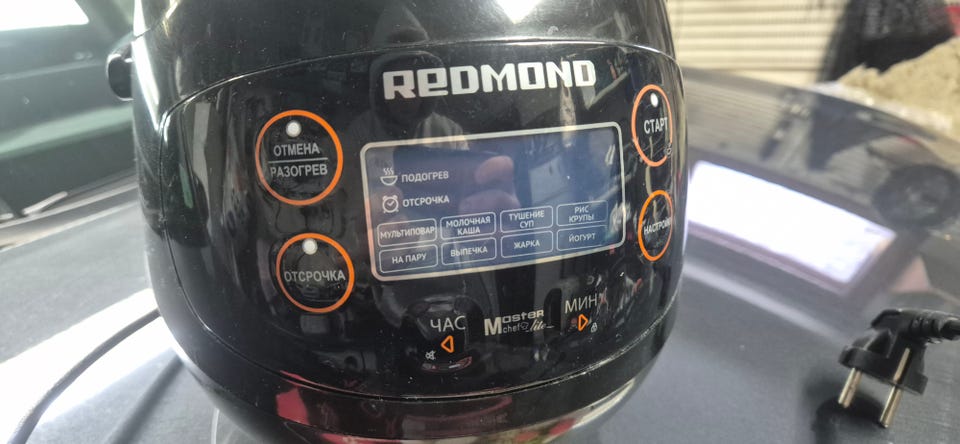 REDMOND
ОТМЕНА
РАЗОГРЕВ
СТАРТ
ПОДОГРЕВ
ОТСРОЧКА
МУЛЬТИПОВАР
МОЛОЧНАЯ
КАША
ТУШЕНИЕ
СУП
РИС
КРУПЫ
НА ПАРУ
ВЫПЕЧКА
ЖАРКА
ЙОГУРТ
ОТСРОЧКА
НАСТРОЙКИ
ЧАС
Master
chef lite
МИН